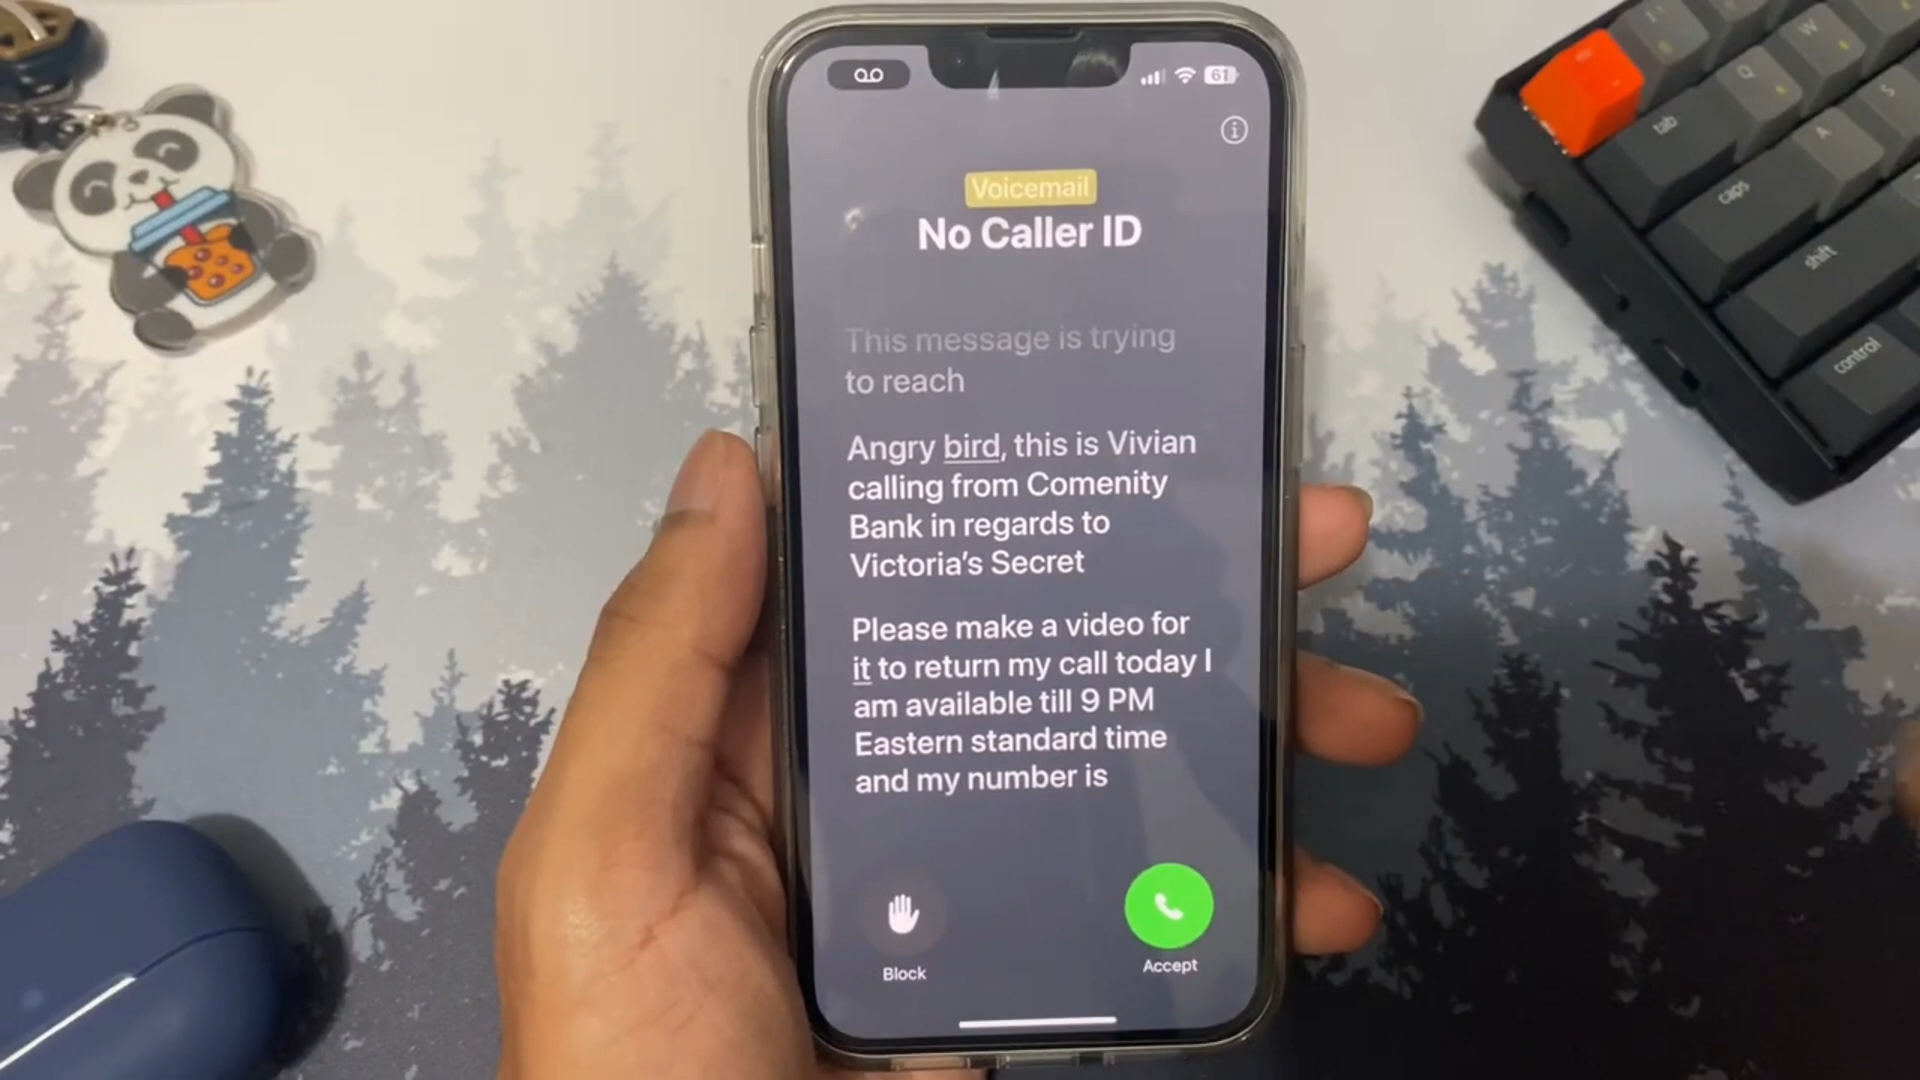 61
Voicemail
No Caller ID
This message is trying
to reach
Angry bird, this is Vivian
calling from Comenity
Bank in regards to
Victoria's Secret
Please make a video for
it to return my call today I
am available till 9 PM
Eastern standard time
and my number is
Block
Accept
tab
Q
W
caps
A
S
shift
control